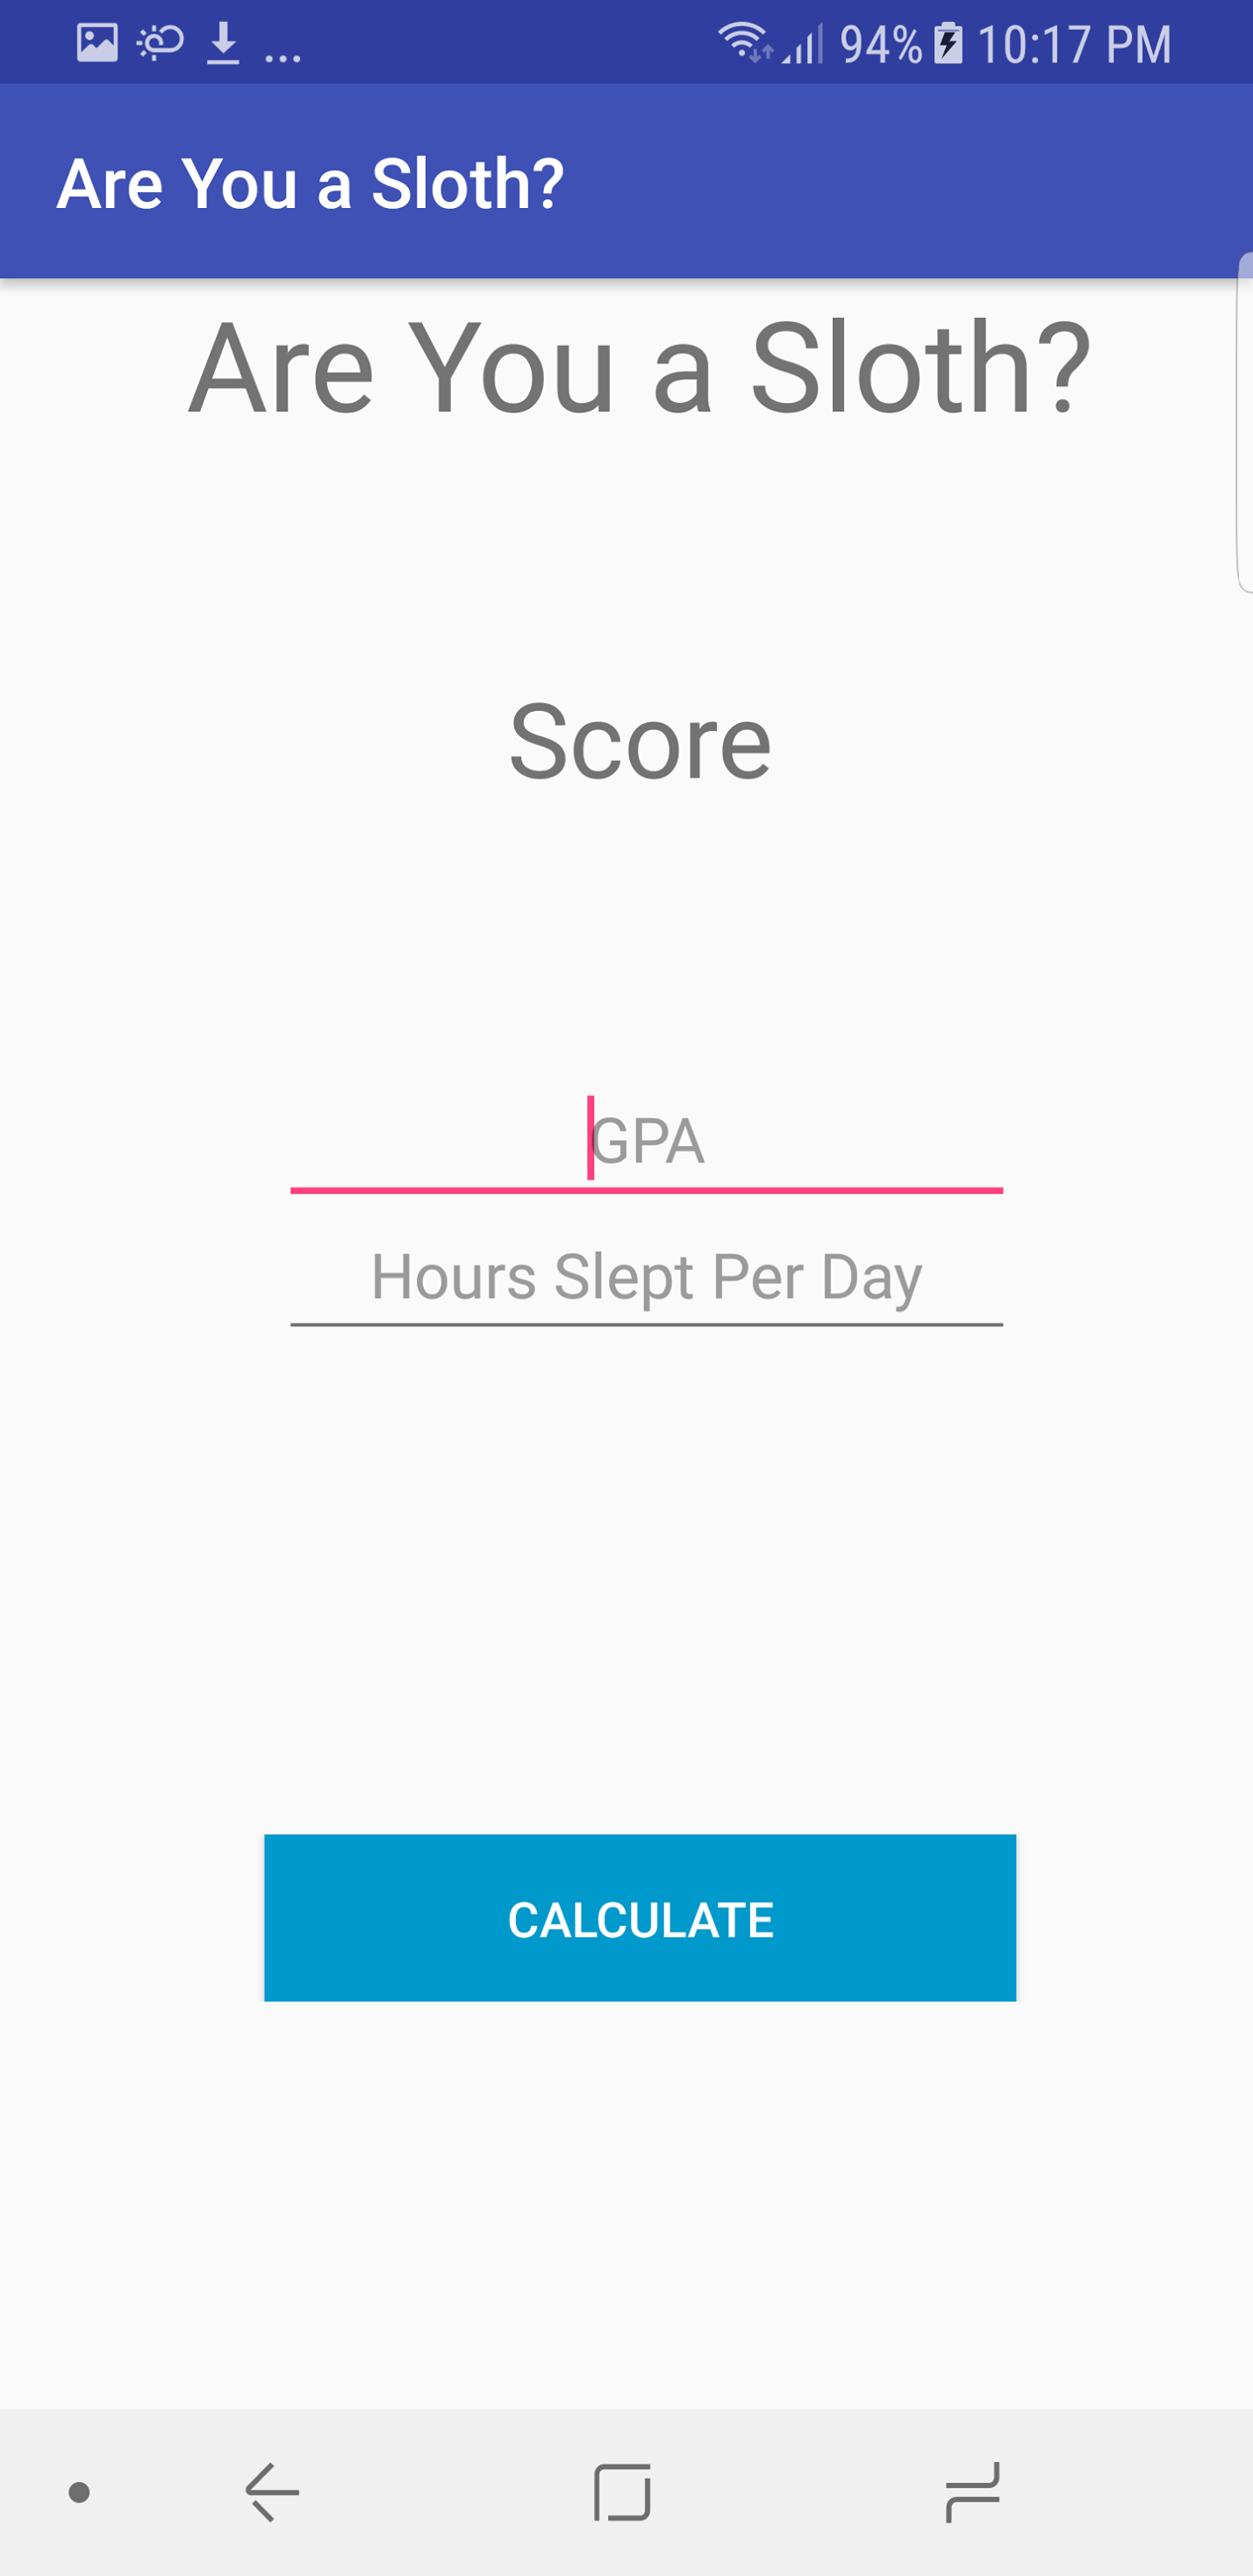 ... 94% 10:17 PM
Are You a Sloth?
Are You a Sloth?
Score
GPA
Hours Slept Per Day
CALCULATE